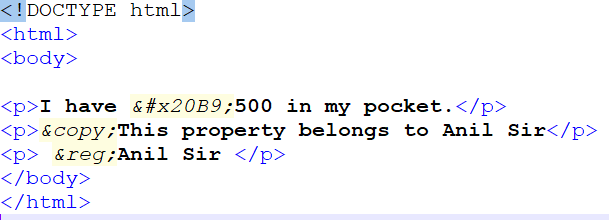 <!DOCTYPE html>
<html>
<body>
<p>I have &#x20B9;500 in my pocket.</p>
<p>&copy;This property belongs to Anil Sir</p>
<p> &reg;Anil Sir </p>
</body>
</html>